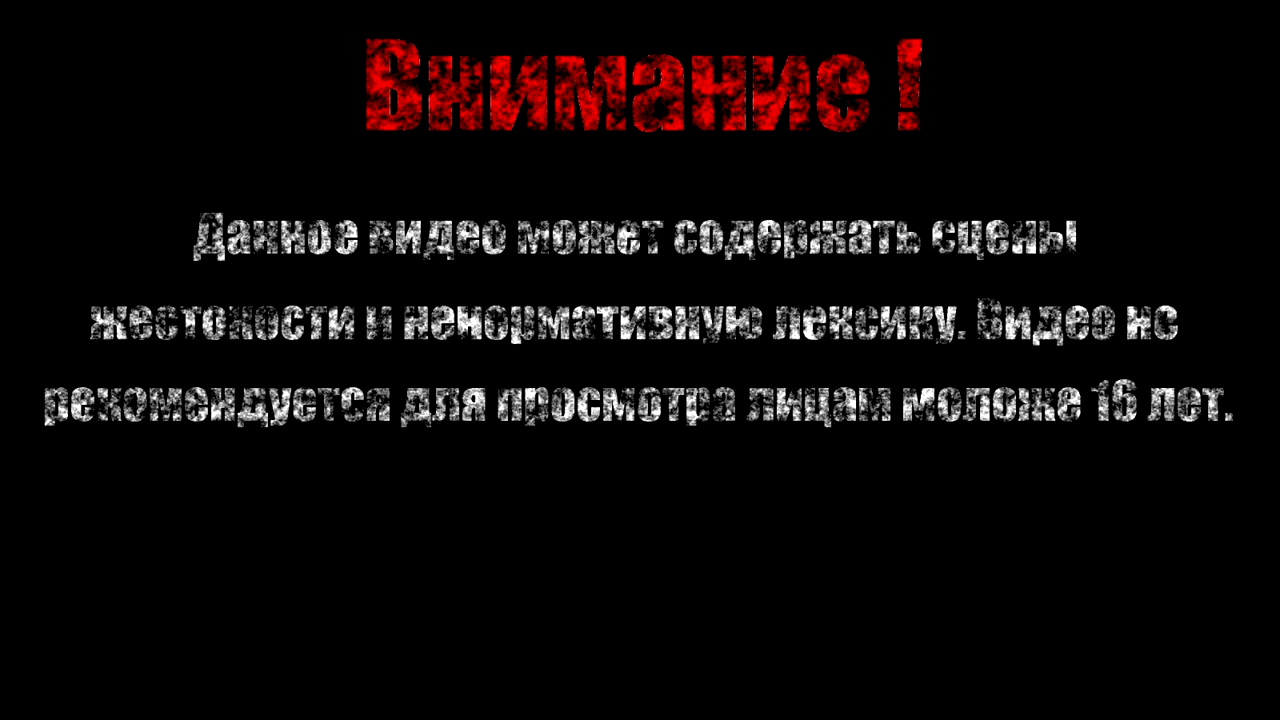 Внимание !
Данное видео может содержать сцены
жестокости и ненормативную лексику. Видео не
рекомендуется для просмотра лицам моложе 16 лет.